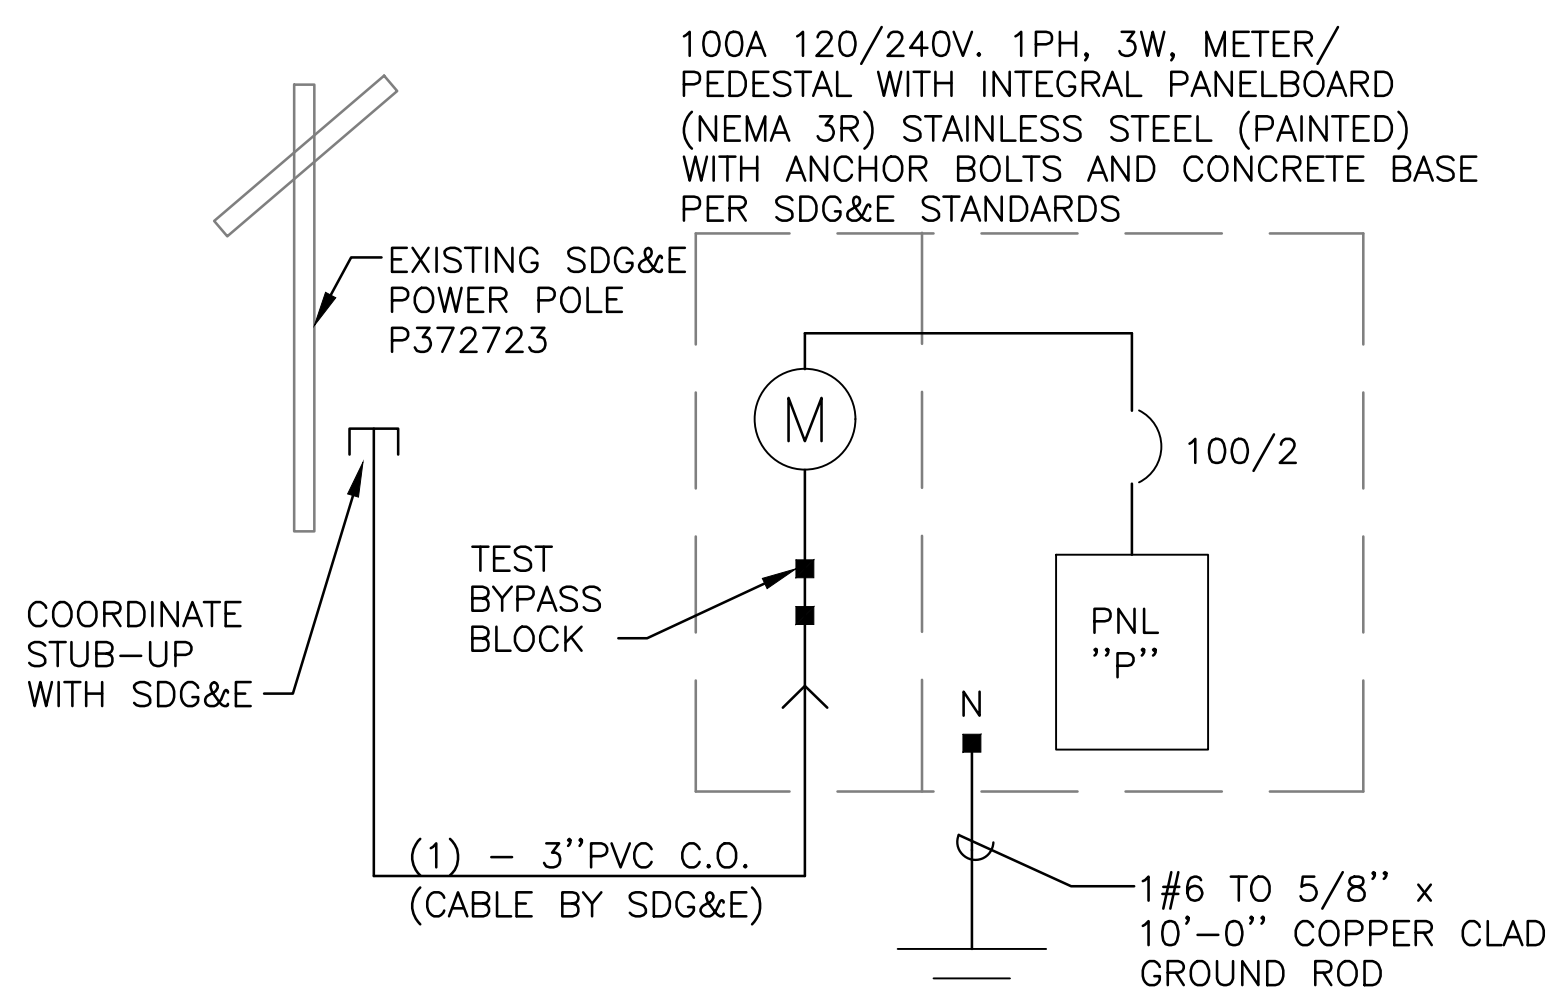 100A 120/240V. 1PH, 3W, METER/
PEDESTAL WITH INTEGRAL PANELBOARD
(NEMA 3R) STAINLESS STEEL (PAINTED)
WITH ANCHOR BOLTS AND CONCRETE BASE
PER SDG&E STANDARDS
EXISTING SDG&E
POWER POLE
P372723
M
100/2
TEST
BYPASS
BLOCK
COORDINATE
STUB-UP
WITH SDG&E
PNL
"P"
N
(1) - 3"PVC C.O.
(CABLE BY SDG&E)
1#6 TO 5/8" x
10'-0" COPPER CLAD
GROUND ROD